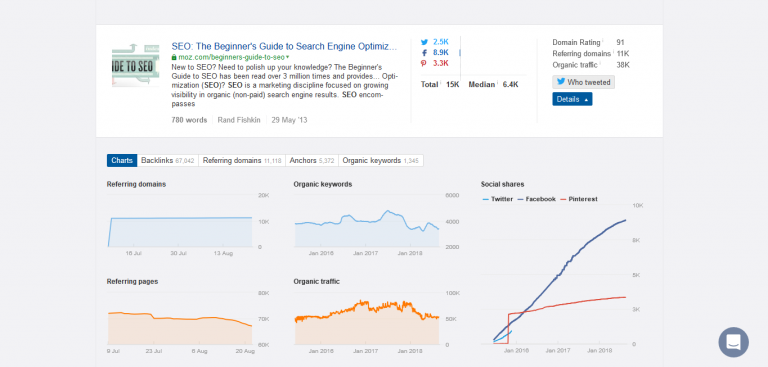 SEO: The Beginner's Guide to Search Engine Optimiz...
moz.com/beginners-guide-to-seo
New to SEO? Need to polish up your knowledge? The Beginner's
Guide to SEO has been read over 3 million times and provides... Opti-
mization (SEO)? SEO is a marketing discipline focused on growing
visibility in organic (non-paid) search engine results. SEO encom-
passes
780 words Rand Fishkin 29 May '13
IDE TO SEO
2.5K
8.9K
3.3K
Total 15K Median 6.4K
Domain Rating 91
Referring domains 11K
Organic traffic 38K
Who tweeted
Details
Charts Backlinks 67,042 Referring domains 11,118 Anchors 5,372 Organic keywords 1,345
Referring domains
20K
10K
0
16 Jul 30 Jul 13 Aug
Organic keywords
6000
4000
2000
Jan 2016 Jan 2017 Jan 2018
Social shares
Twitter Facebook Pinterest
10K
8K
5K
3K
0
Jan 2016 Jan 2017 Jan 2018
Referring pages
80K
70K
60K
9 Jul 23 Jul 6 Aug 20 Aug
Organic traffic
100K
50K
0
Jan 2016 Jan 2017 Jan 2018